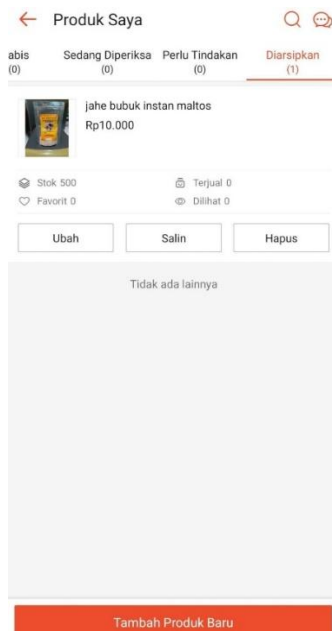 Produk Saya
abis
(0)
Sedang Diperiksa
(0)
Perlu Tindakan
(0)
Diarsipkan
(1)
jahe bubuk instan maltos
Rp10.000
Stok 500
Terjual 0
Favorit 0
Dilihat 0
Ubah
Salin
Hapus
Tidak ada lainnya
Tambah Produk Baru